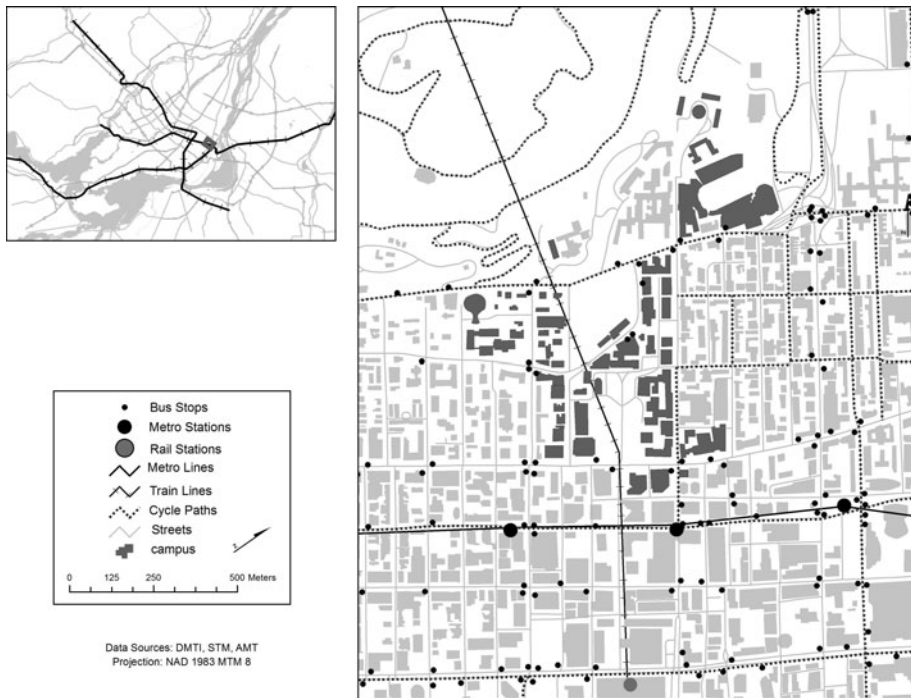 Bus Stops
Metro Stations
Rail Stations
Metro Lines
Train Lines
Cycle Paths
Streets
campus
0 125 250 500 Meters
Data Sources: DMTI, STM, AMT
Projection: NAD 1983 MTM 8